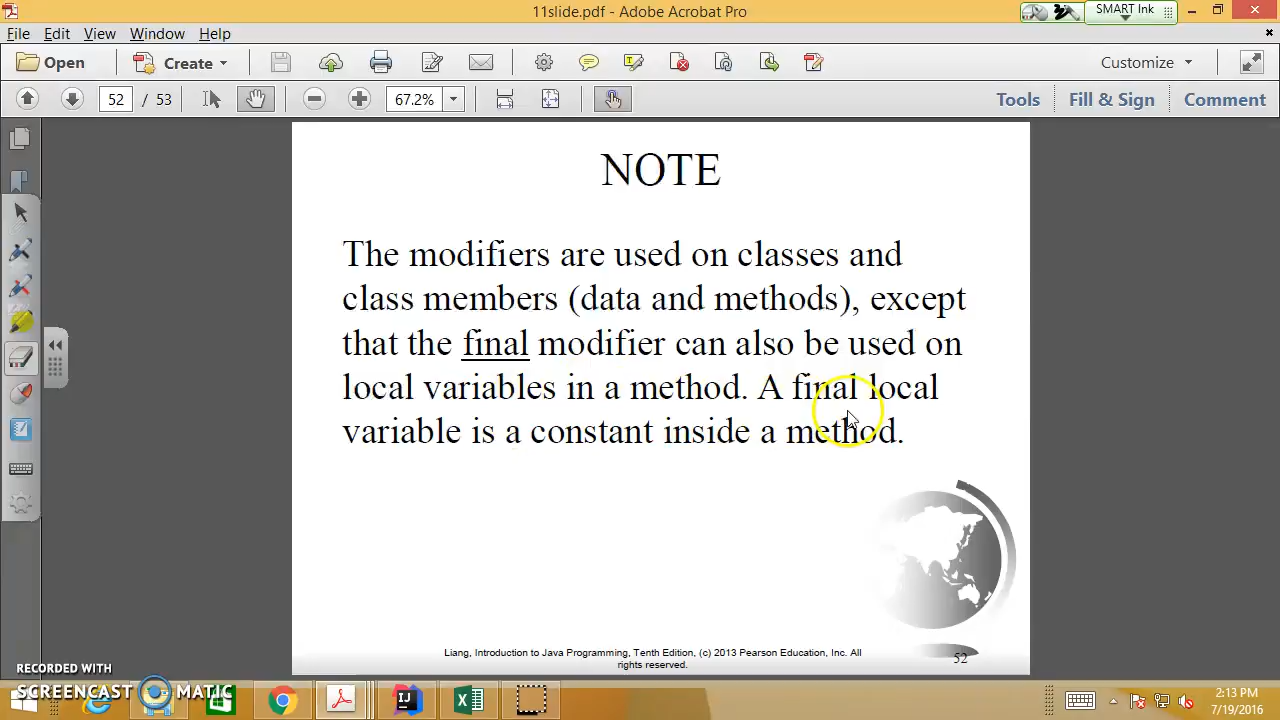 11slide.pdf - Adobe Acrobat Pro
SMART Ink
File Edit View Window Help
Open Create Customize
52 / 53 67.2% Tools Fill & Sign Comment
NOTE
The modifiers are used on classes and
class members (data and methods), except
that the final modifier can also be used on
local variables in a method. A final local
variable is a constant inside a method.
Liang, Introduction to Java Programming, Tenth Edition, (c) 2013 Pearson Education, Inc. All
rights reserved.
52
RECORDED WITH
SCREENCAST MATIC
2:13 PM
7/19/2016